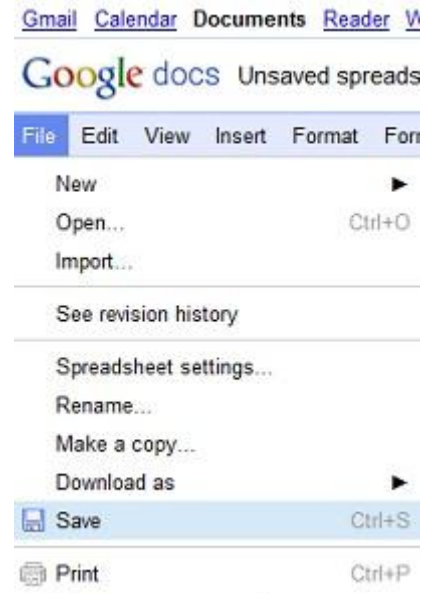 Gmail Calendar Documents Reader
Google docs Unsaved spreads
File Edit View Insert Format For
New
Open... Ctrl+O
Import...
See revision history
Spreadsheet settings...
Rename...
Make a copy...
Download as
Save Ctrl+S
Print Ctrl+P